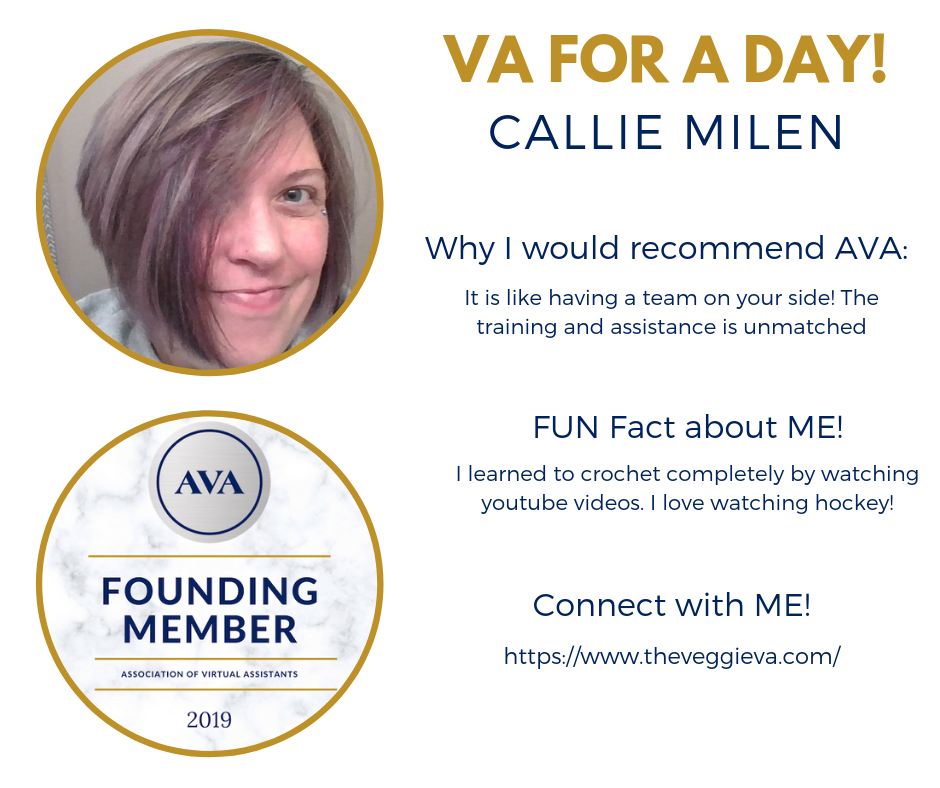 VA FOR A DAY!
CALLIE MILEN
Why I would recommend AVA:
It is like having a team on your side! The
training and assistance is unmatched
FUN Fact about ME!
I learned to crochet completely by watching
youtube videos. I love watching hockey!
Connect with ME!
https://www.theveggieva.com/
AVA
FOUNDING
MEMBER
ASSOCIATION OF VIRTUAL ASSISTANTS
2019